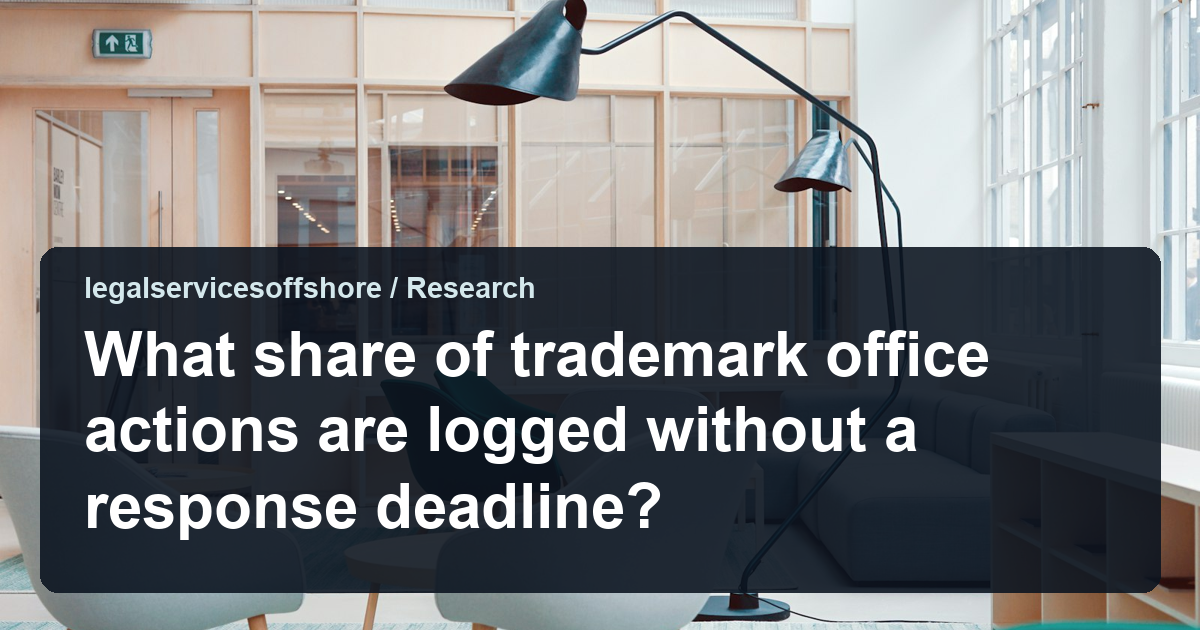 legalservicesoffshore / Research
What share of trademark office
actions are logged without a
response deadline?